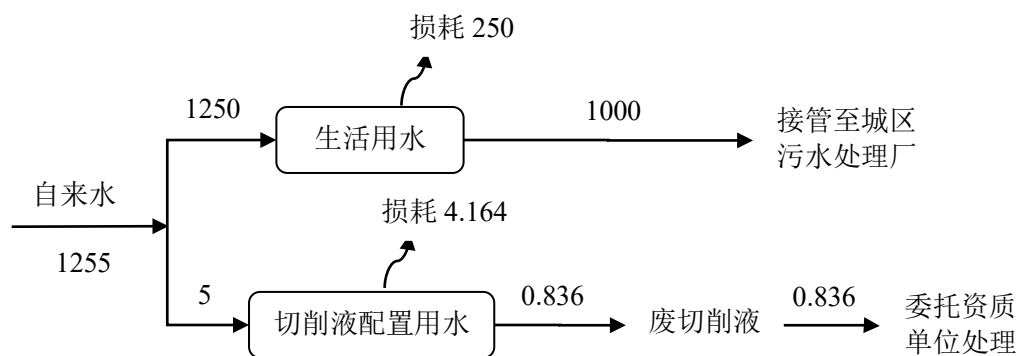 损耗 250
1250
生活用水
1000
接管至城区
污水处理厂
自来水
1255
损耗 4.164
5
切削液配置用水
0.836
废切削液
0.836
委托资质
单位处理